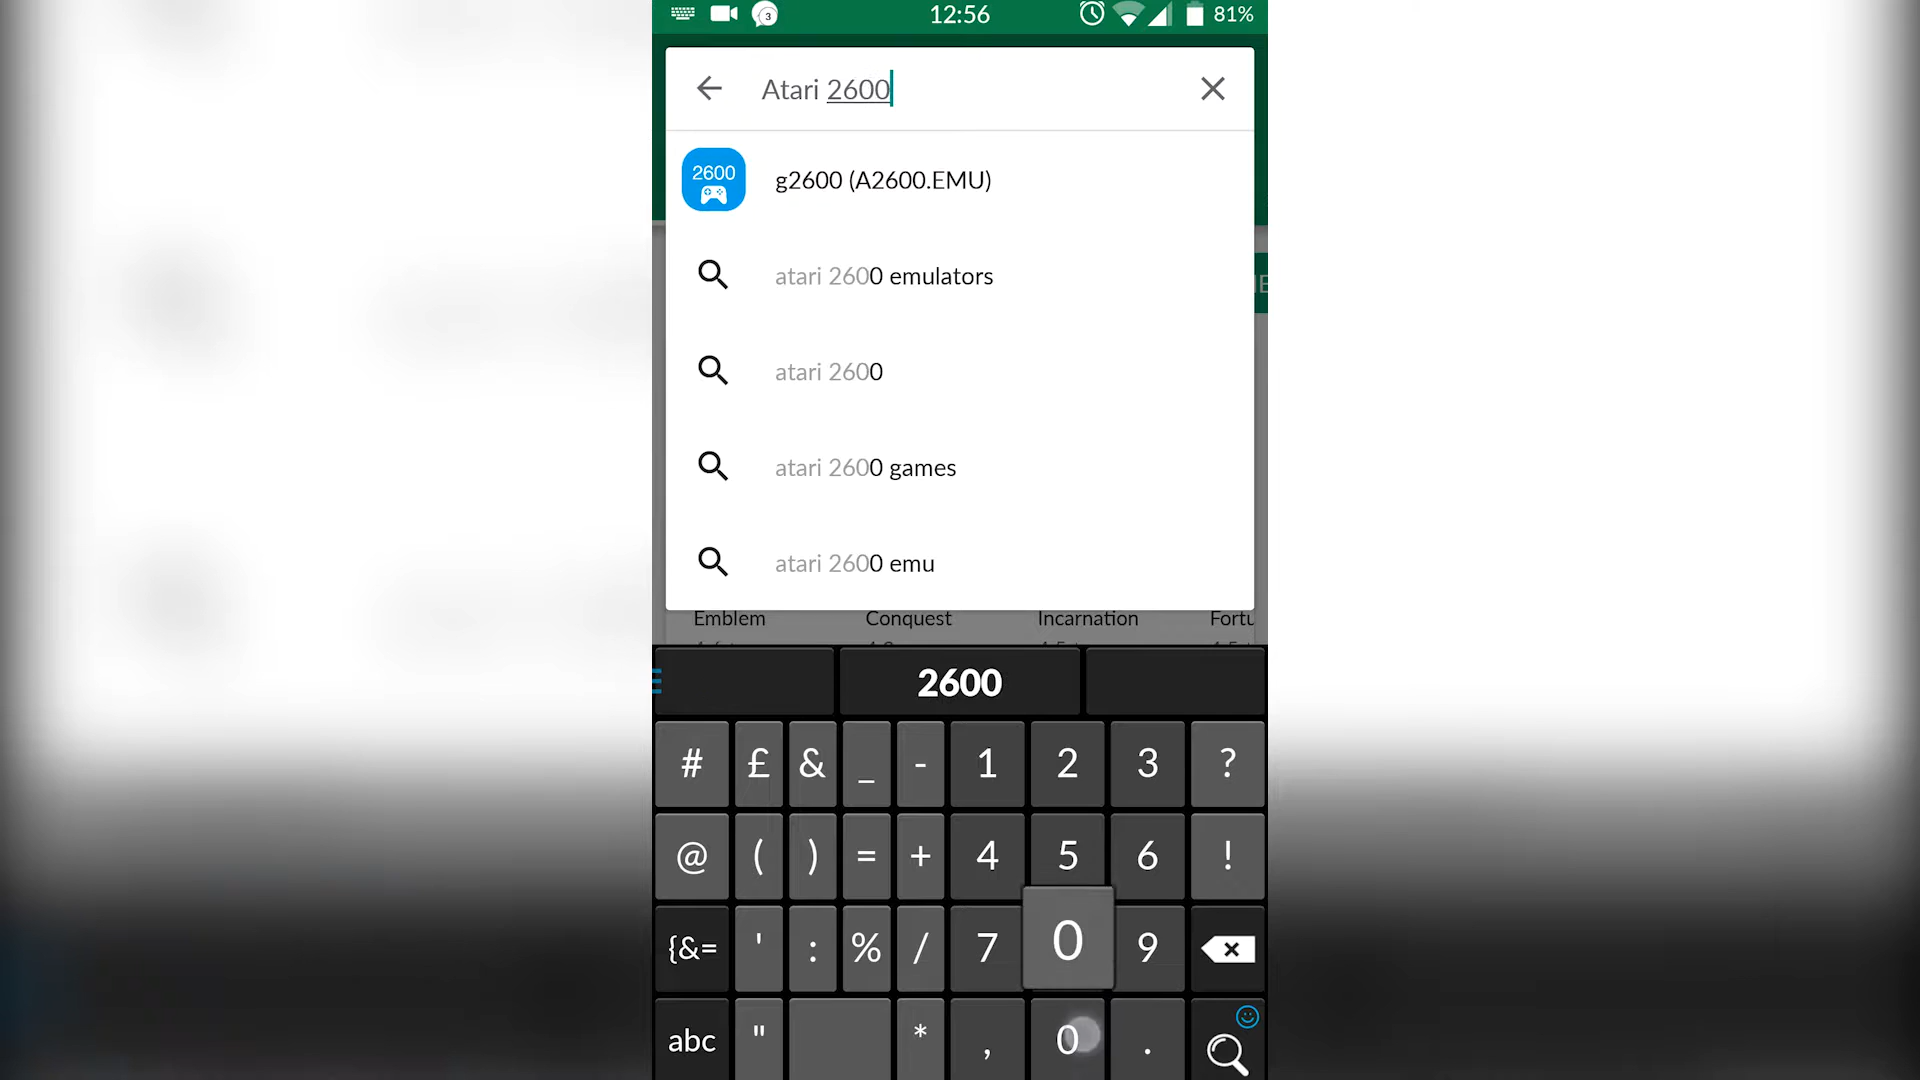 3 12:56 81%
Atari 2600
2600
g2600 (A2600.EMU)
atari 2600 emulators
atari 2600
atari 2600 games
atari 2600 emu
Emblem Conquest Incarnation Fortu
2600
# £ & _ - 1 2 3 ?
@ ( ) = + 4 5 6 !
{&= ' : % / 7 0 9
abc " * , 0 .